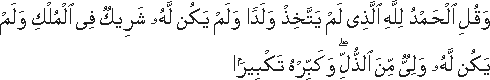 وَقُلِ ٱلْحَمْدُ لِلَّهِ ٱلَّذِى لَمْ يَتَّخِذْ وَلَدًا وَلَمْ يَكُن لَّهُۥ شَرِيكٌ فِى ٱلْمُلْكِ وَلَمْ
يَكُن لَّهُۥ وَلِىٌّ مِّنَ ٱلذُّلِّ ۖ وَكَبِّرْهُ تَكْبِيرًۢا